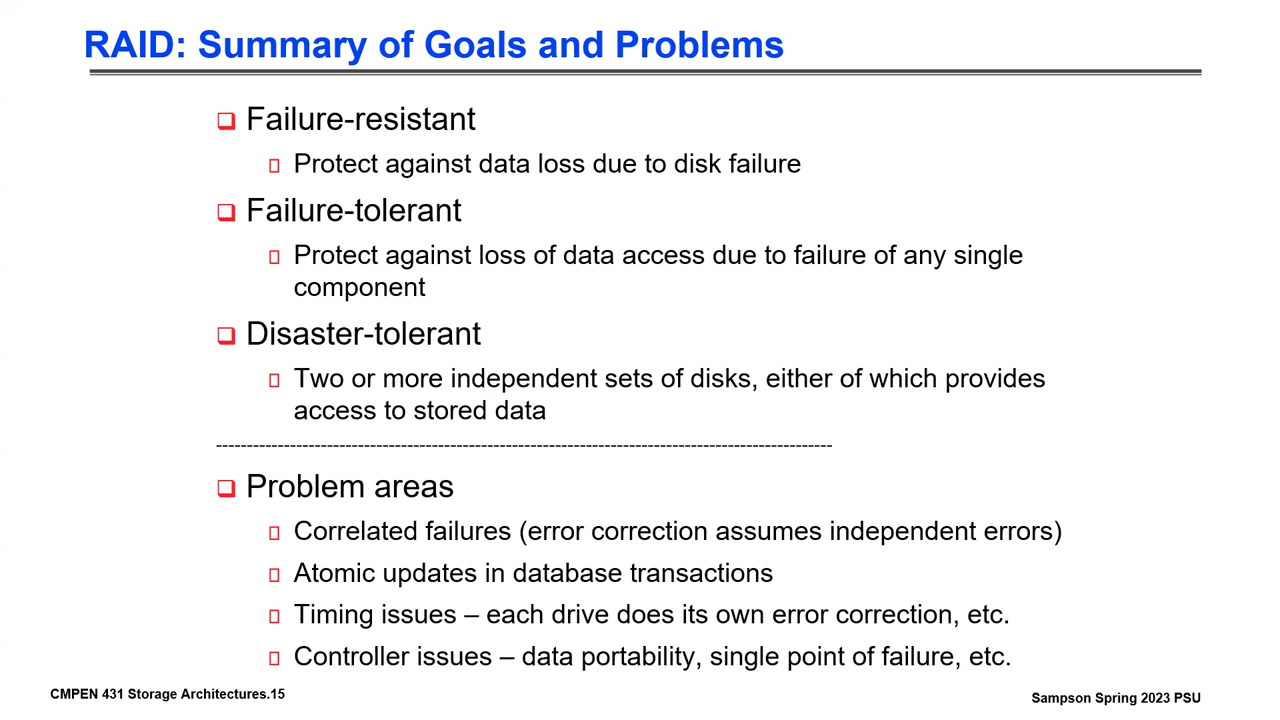 RAID: Summary of Goals and Problems
Failure-resistant
Protect against data loss due to disk failure
Failure-tolerant
Protect against loss of data access due to failure of any single
component
Disaster-tolerant
Two or more independent sets of disks, either of which provides
access to stored data
Problem areas
Correlated failures (error correction assumes independent errors)
Atomic updates in database transactions
Timing issues – each drive does its own error correction, etc.
Controller issues – data portability, single point of failure, etc.
CMPEN 431 Storage Architectures.15
Sampson Spring 2023 PSU